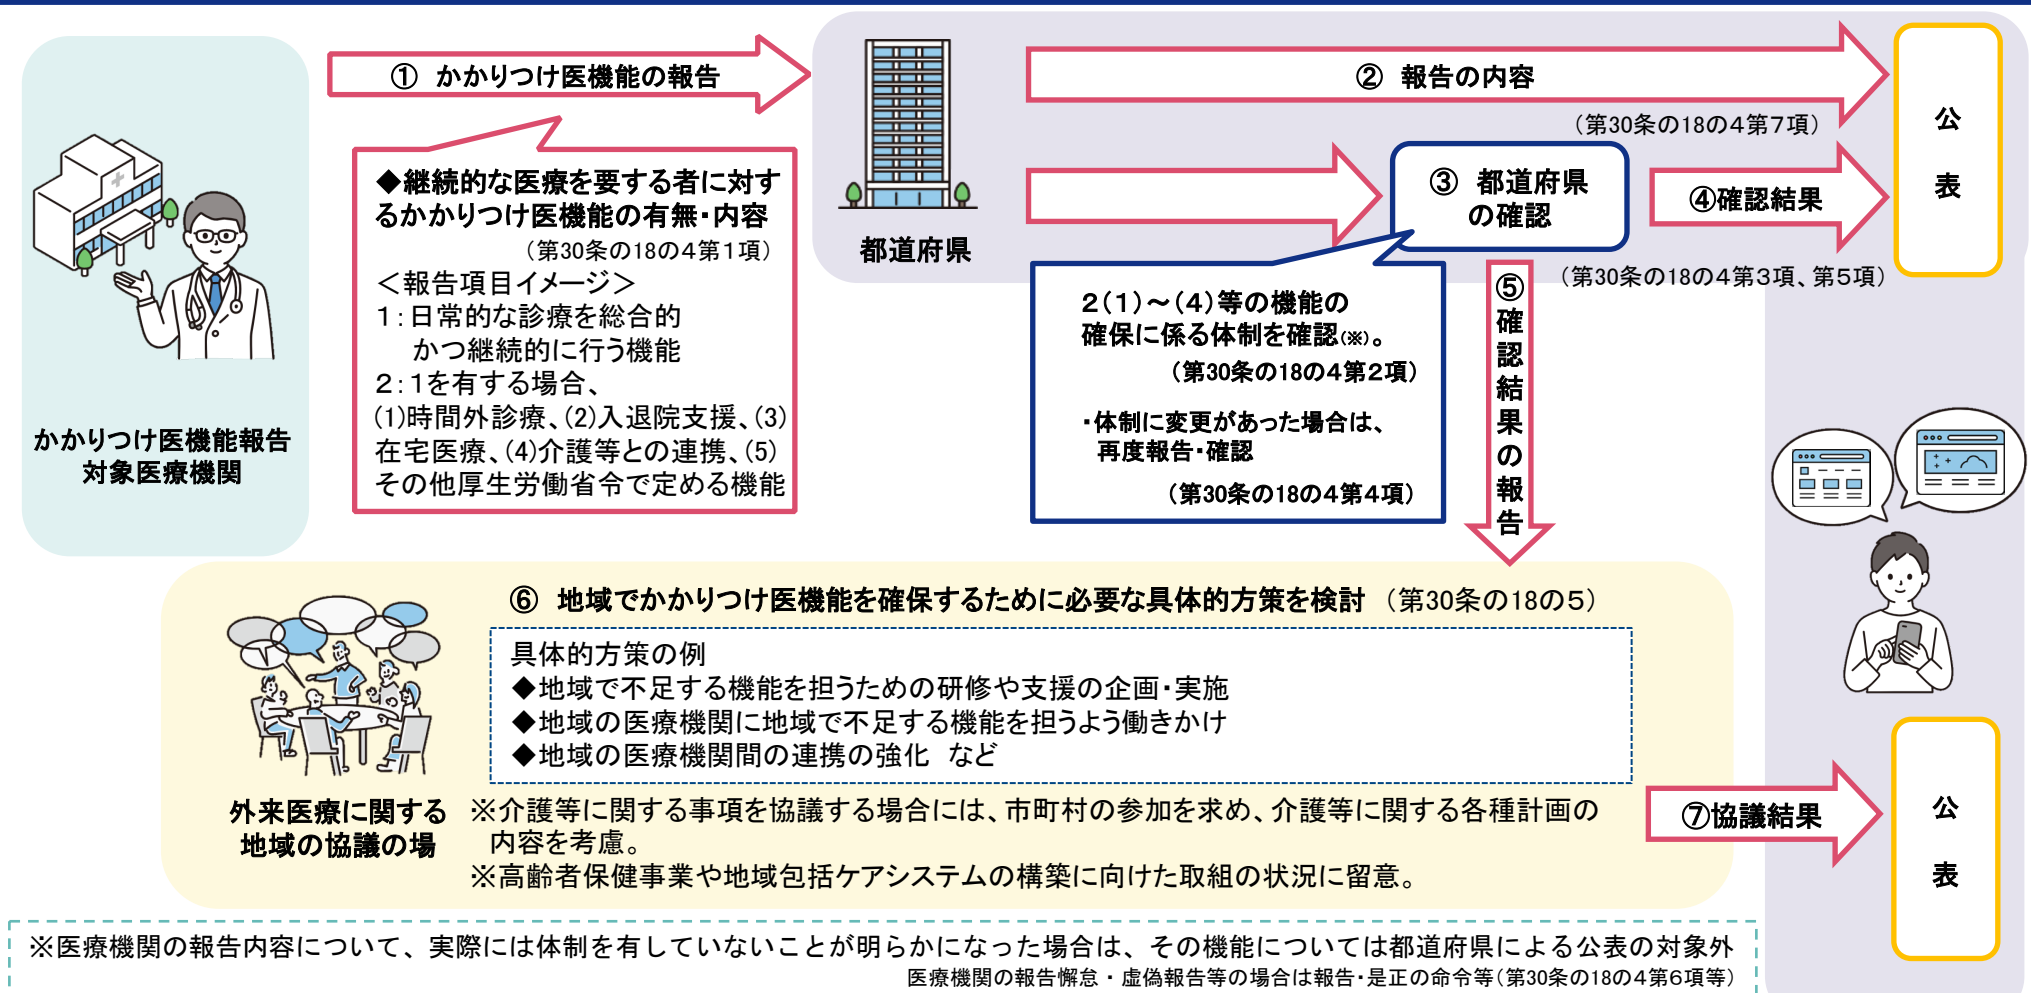 ① かかりつけ医機能の報告
② 報告の内容
(第30条の18の4第7項)
公表
◆継続的な医療を要する者に対す
るかかりつけ医機能の有無・内容
(第30条の18の4第1項)
<報告項目イメージ>
1:日常的な診療を総合的
かつ継続的に行う機能
2:1を有する場合、
(1)時間外診療、(2)入退院支援、(3)
在宅医療、(4)介護等との連携、(5)
その他厚生労働省令で定める機能
かかりつけ医機能報告
対象医療機関
都道府県
③ 都道府県
の確認
④確認結果
(第30条の18の4第3項、第5項)
2(1)~(4)等の機能の
確保に係る体制を確認(※)。
(第30条の18の4第2項)
・体制に変更があった場合は、
再度報告・確認
(第30条の18の4第4項)
⑤確認結果の報告
⑥ 地域でかかりつけ医機能を確保するために必要な具体的方策を検討 (第30条の18の5)
具体的方策の例
◆地域で不足する機能を担うための研修や支援の企画・実施
◆地域の医療機関に地域で不足する機能を担うよう働きかけ
◆地域の医療機関間の連携の強化 など
外来医療に関する
地域の協議の場
※介護等に関する事項を協議する場合には、市町村の参加を求め、介護等に関する各種計画の
内容を考慮。
※高齢者保健事業や地域包括ケアシステムの構築に向けた取組の状況に留意。
⑦協議結果
公表
※医療機関の報告内容について、実際には体制を有していないことが明らかになった場合は、その機能については都道府県による公表の対象外
医療機関の報告懈怠・虚偽報告等の場合は報告・是正の命令等(第30条の18の4第6項等)